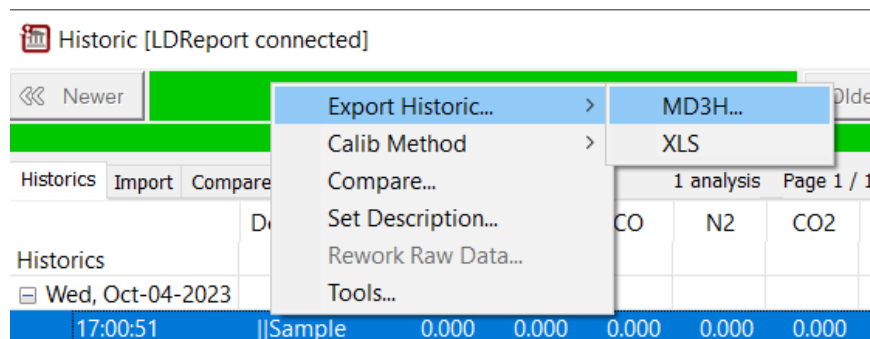 Historic [LDReport connected]
Newer
Export Historic...
MD3H...
Calib Method
XLS
Historics Import Compare
Compare...
1 analysis Page 1 / 1
Set Description...
CO N2 CO2
Historics
Rework Raw Data...
Wed, Oct-04-2023
Tools...
17:00:51 ||Sample 0.000 0.000 0.000 0.000 0.000